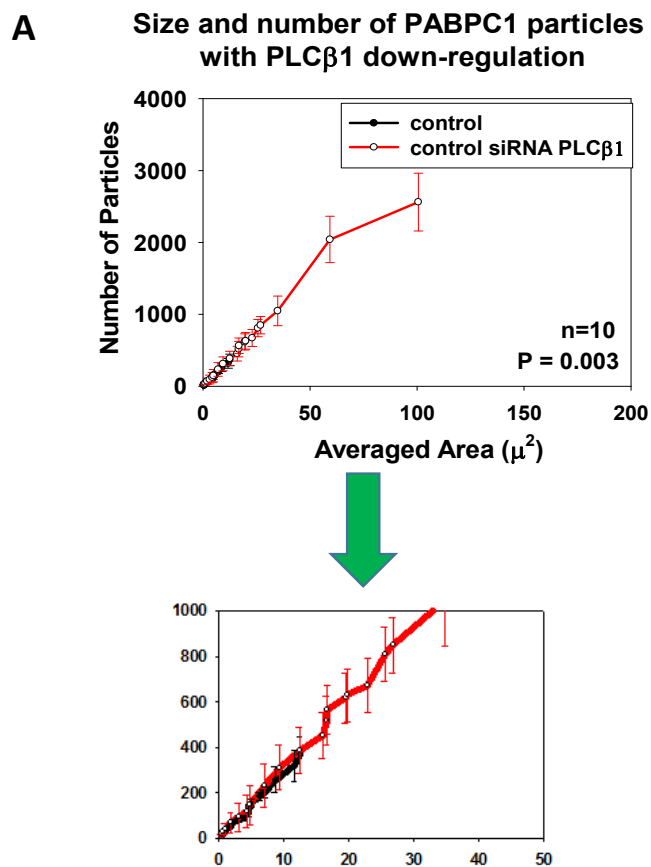 A
Size and number of PABPC1 particles
with PLCβ1 down-regulation
4000
3000
2000
1000
0
Number of Particles
control
control siRNA PLCβ1
n=10
P = 0.003
0 50 100 150 200
Averaged Area (μ²)
1000
800
600
400
200
0
0 10 20 30 40 50